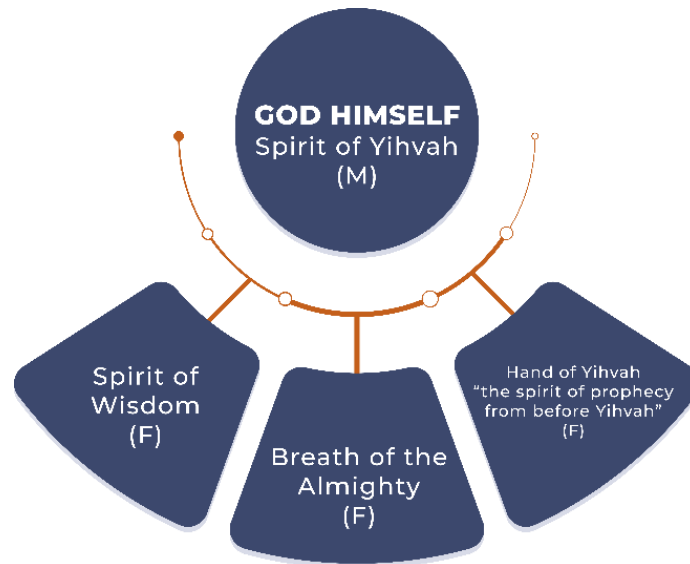 GOD HIMSELF
Spirit of Yihvah
(M)
Spirit of
Wisdom
(F)
Breath of the
Almighty
(F)
Hand of Yihvah
“the spirit of prophecy
from before Yihvah”
(F)